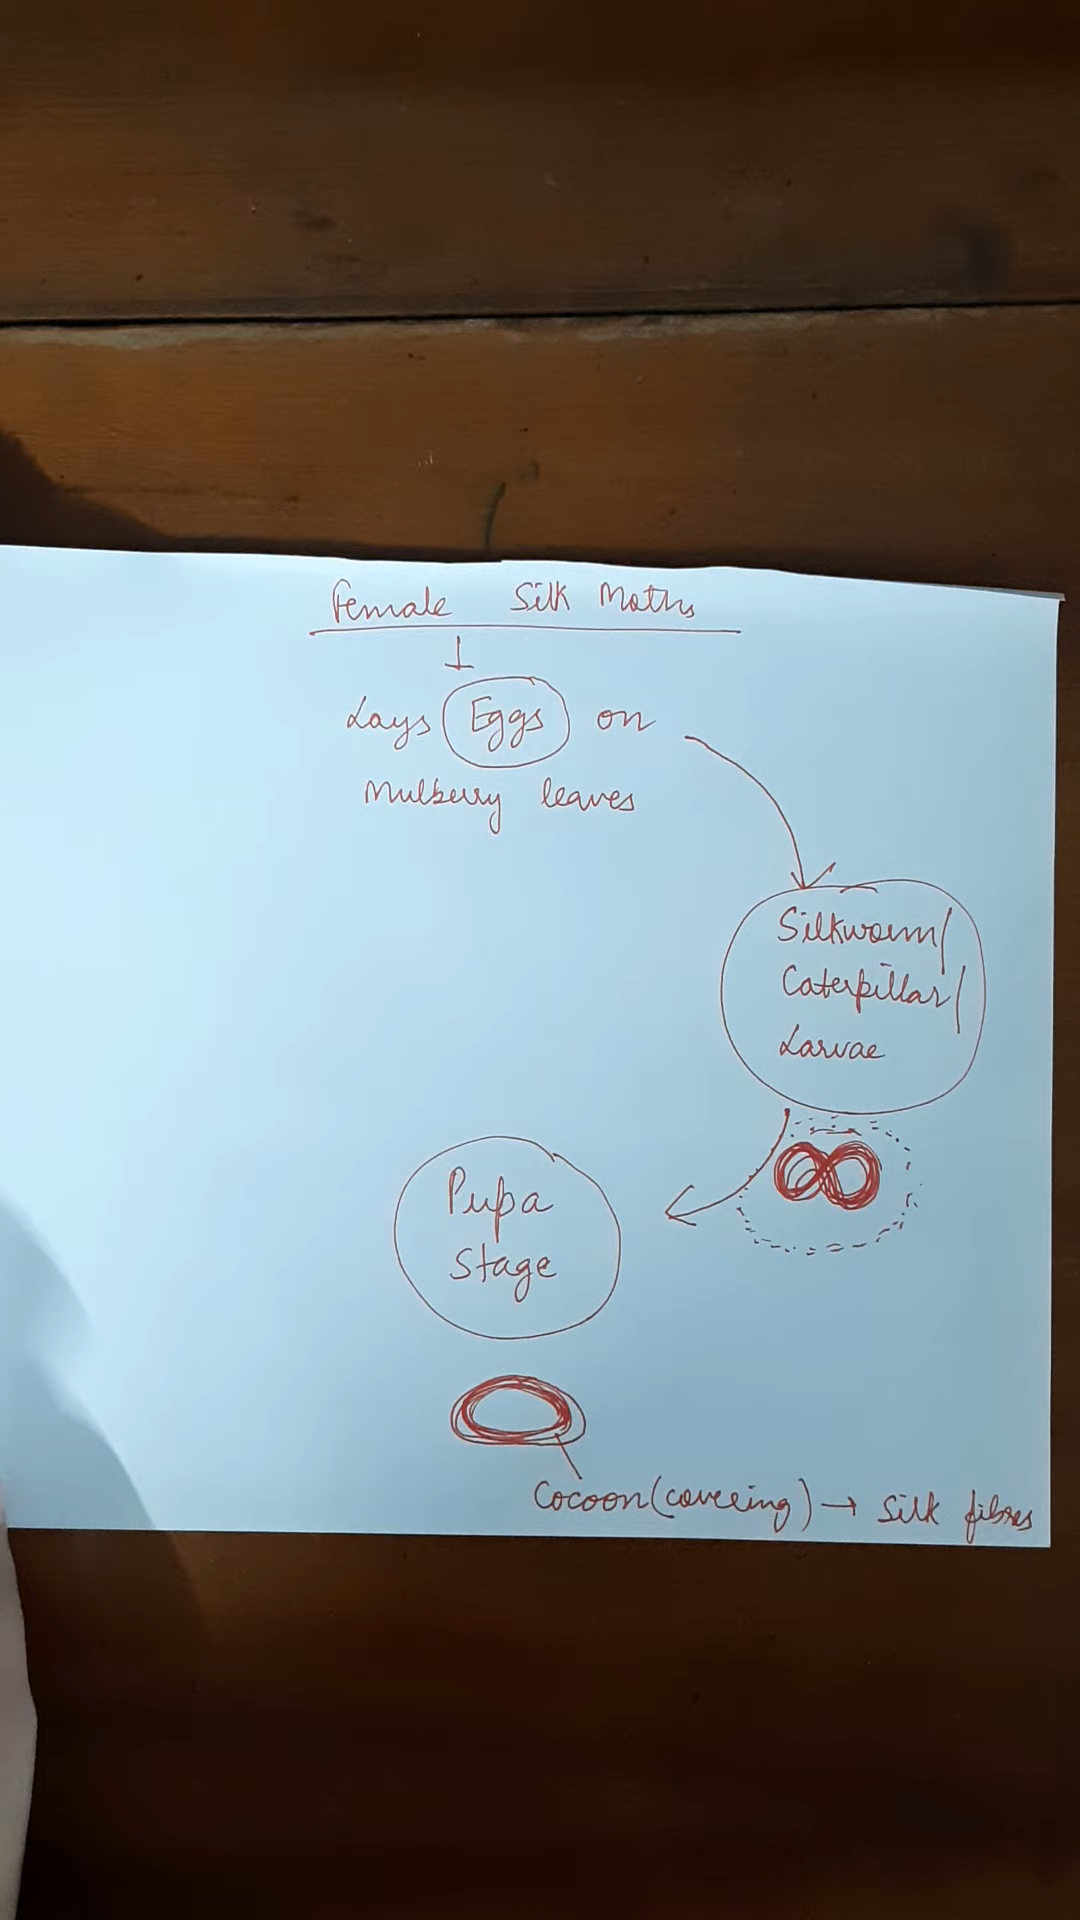 Female Silk Moths
Lays Eggs on
Mulberry leaves
Silkworm/
Caterpillar/
Larvae
Pupa
Stage
Cocoon (covering) → Silk fibres